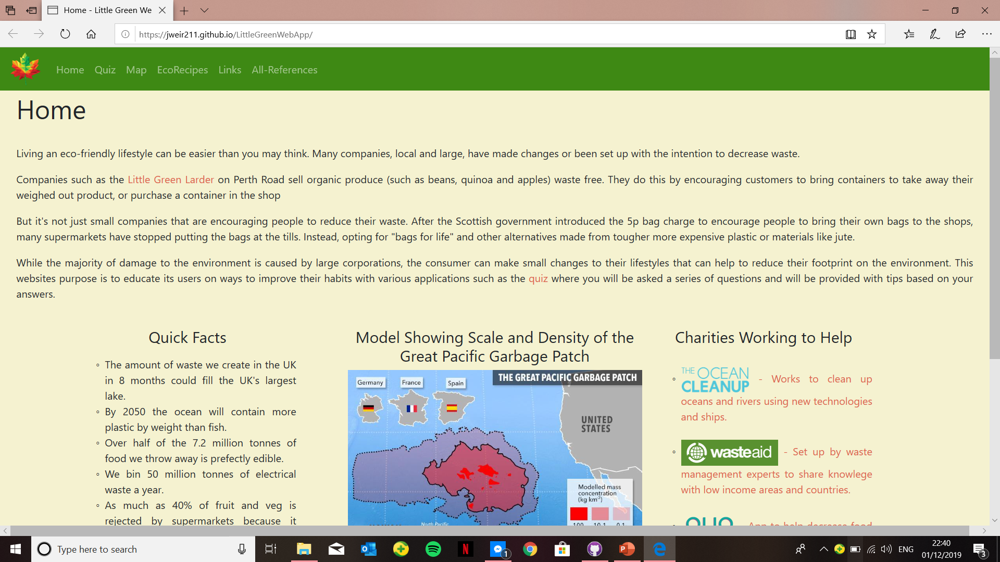 Home - Little Green We
https://jweir211.github.io/LittleGreenWebApp/
Home Quiz Map EcoRecipes Links All-References
Home
Living an eco-friendly lifestyle can be easier than you may think. Many companies, local and large, have made changes or been set up with the intention to decrease waste.
Companies such as the Little Green Larder on Perth Road sell organic produce (such as beans, quinoa and apples) waste free. They do this by encouraging customers to bring containers to take away their
weighed out product, or purchase a container in the shop
But it's not just small companies that are encouraging people to reduce their waste. After the Scottish government introduced the 5p bag charge to encourage people to bring their own bags to the shops,
many supermarkets have stopped putting the bags at the tills. Instead, opting for "bags for life" and other alternatives made from tougher more expensive plastic or materials like jute.
While the majority of damage to the environment is caused by large corporations, the consumer can make small changes to their lifestyles that can help to reduce their footprint on the environment. This
websites purpose is to educate its users on ways to improve their habits with various applications such as the quiz where you will be asked a series of questions and will be provided with tips based on your
answers.
Quick Facts
The amount of waste we create in the UK
in 8 months could fill the UK's largest
lake.
By 2050 the ocean will contain more
plastic by weight than fish.
Over half of the 7.2 million tonnes of
food we throw away is prefectly edible.
We bin 50 million tonnes of electrical
waste a year.
As much as 40% of fruit and veg is
rejected by supermarkets because it
Model Showing Scale and Density of the
Great Pacific Garbage Patch
THE GREAT PACIFIC GARBAGE PATCH
Germany France Spain
UNITED
STATES
Modelled mass
concentration
(kg km⁻²)
100 10.1 0.1
North Pacific
Charities Working to Help
THE OCEAN
CLEANUP - Works to clean up
oceans and rivers using new technologies
and ships.
wasteaid - Set up by waste
management experts to share knowlege
with low income areas and countries.
App to help decrease food
Type here to search
1
ENG
22:40
01/12/2019
3